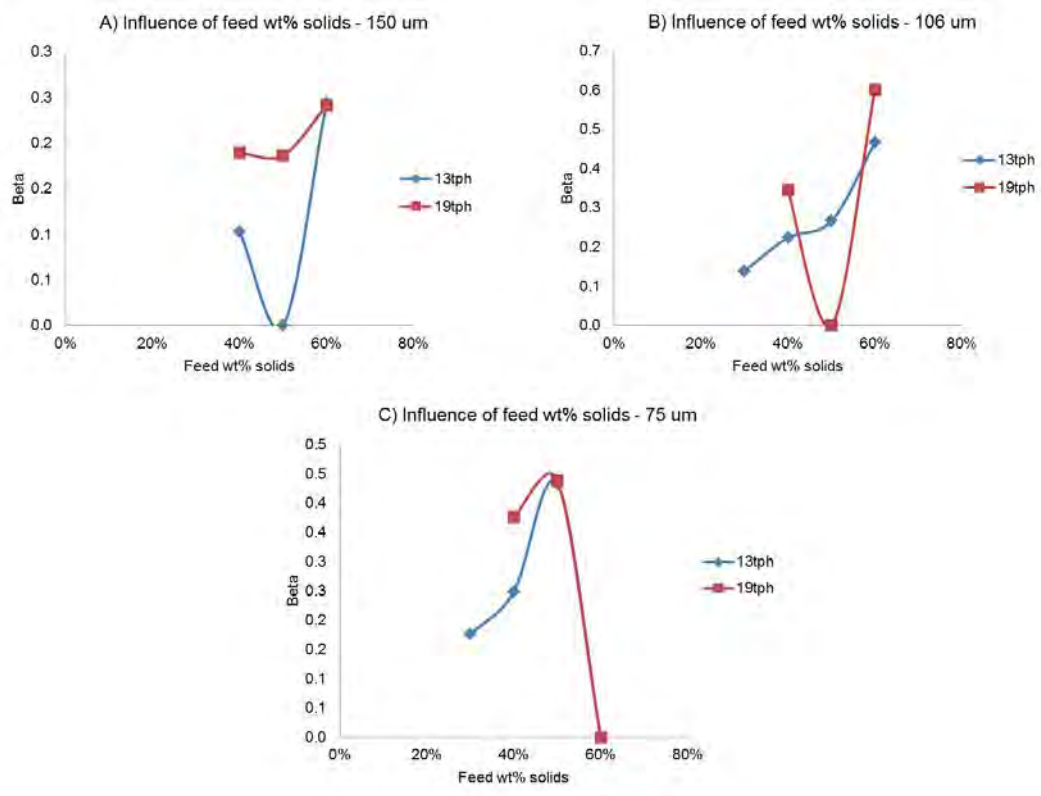 A) Influence of feed wt% solids - 150 um
0.3
0.3
0.2
0.2
0.1
0.1
0.0
Beta
0% 20% 40% 60% 80%
Feed wt% solids
13tph
19tph
B) Influence of feed wt% solids - 106 um
0.7
0.6
0.5
0.4
0.3
0.2
0.1
0.0
Beta
0% 20% 40% 60% 80%
Feed wt% solids
13tph
19tph
C) Influence of feed wt% solids - 75 um
0.5
0.5
0.4
0.4
0.3
0.3
0.2
0.2
0.1
0.1
0.0
Beta
0% 20% 40% 60% 80%
Feed wt% solids
13tph
19tph